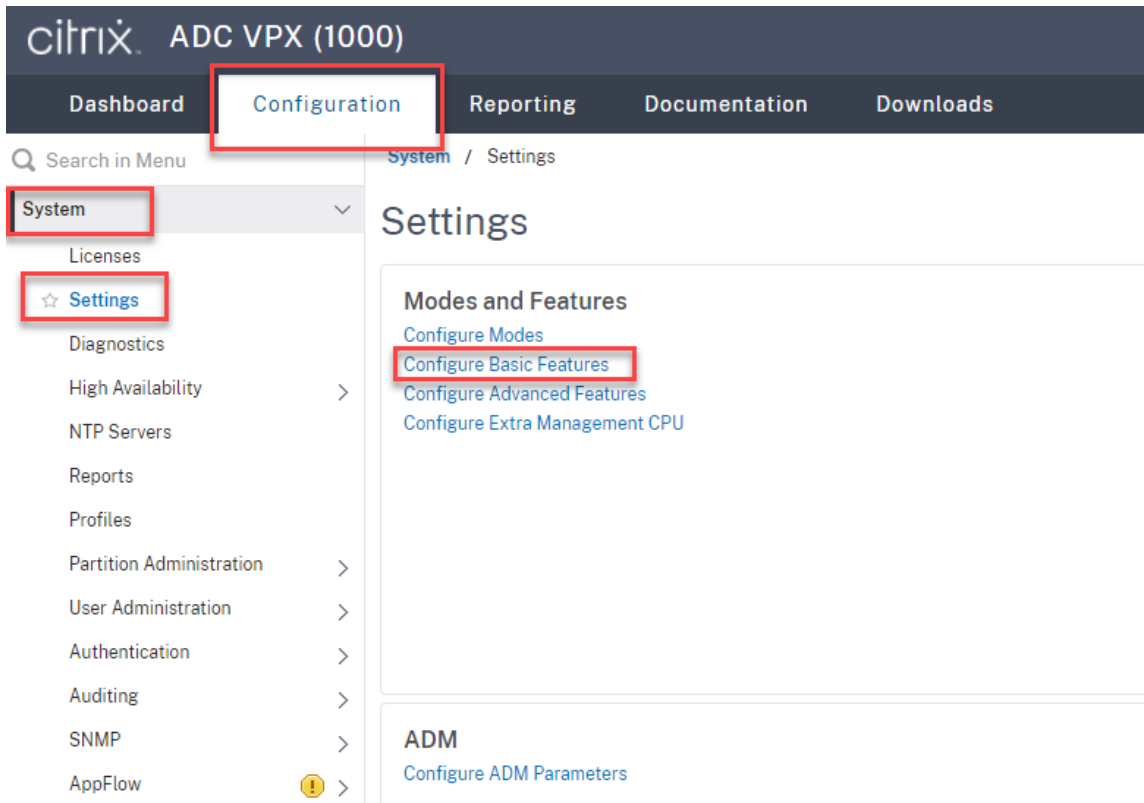 citrix. ADC VPX (1000)
Dashboard Configuration Reporting Documentation Downloads
Search in Menu
System / Settings
System
Settings
Licenses
Settings
Diagnostics
High Availability
NTP Servers
Reports
Profiles
Partition Administration
User Administration
Authentication
Auditing
SNMP
AppFlow
Modes and Features
Configure Modes
Configure Basic Features
Configure Advanced Features
Configure Extra Management CPU
ADM
Configure ADM Parameters